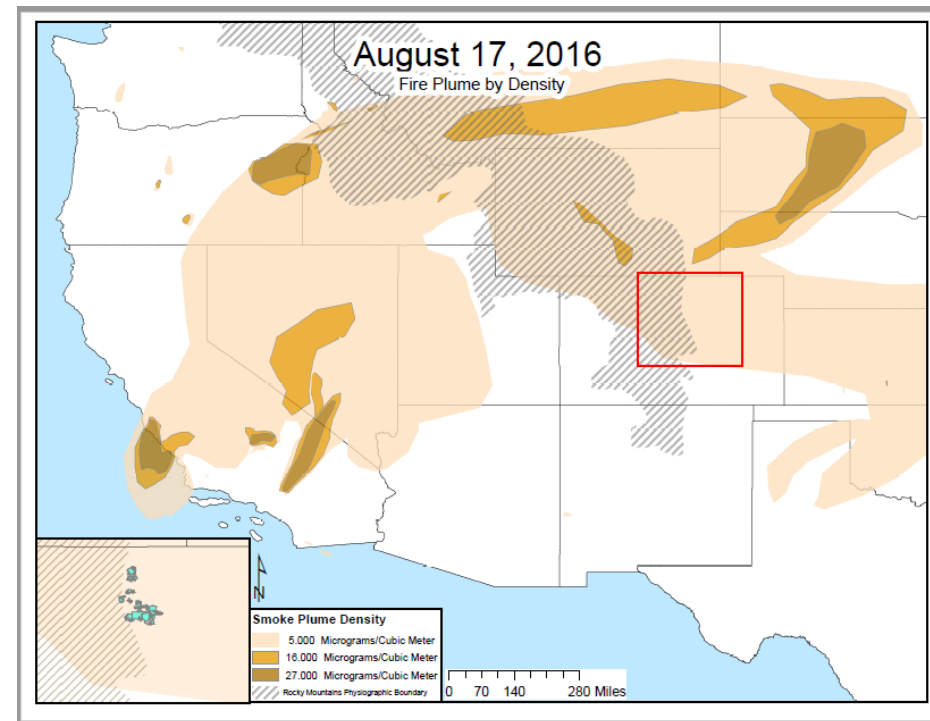 August 17, 2016
Fire Plume by Density
N
Smoke Plume Density
5.000 Micrograms/Cubic Meter
16.000 Micrograms/Cubic Meter
27.000 Micrograms/Cubic Meter
Rocky Mountains Physiographic Boundary
0 70 140 280 Miles